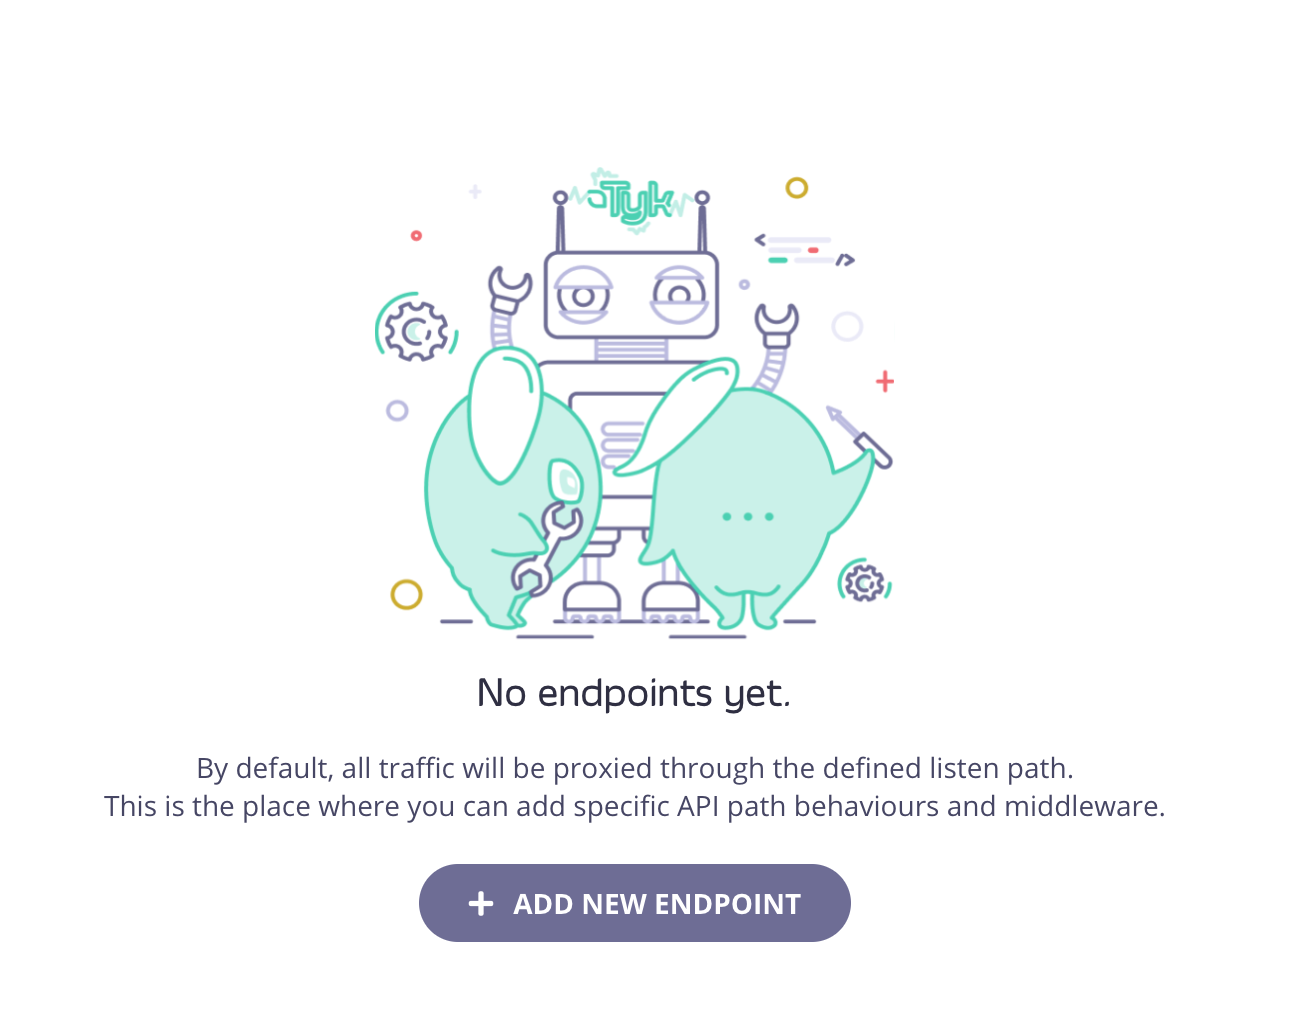 Tyk
No endpoints yet.
By default, all traffic will be proxied through the defined listen path.
This is the place where you can add specific API path behaviours and middleware.
ADD NEW ENDPOINT